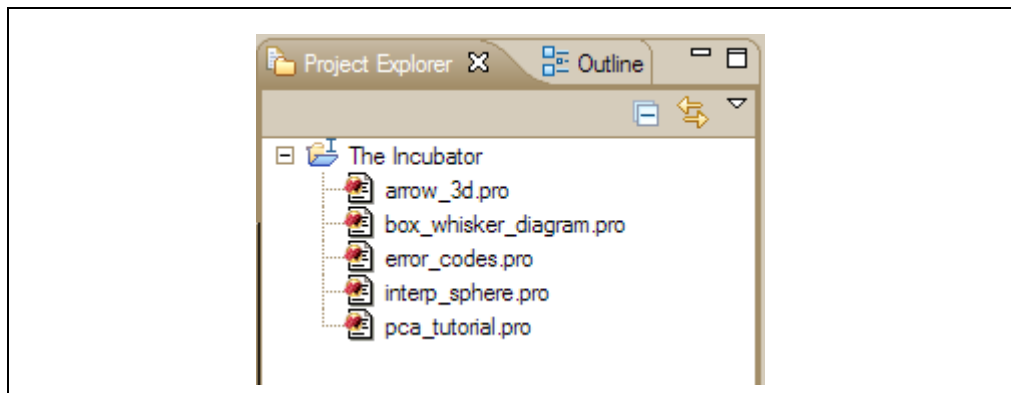 Project Explorer Outline
The Incubator
arrow_3d.pro
box_whisker_diagram.pro
error_codes.pro
interp_sphere.pro
pca_tutorial.pro